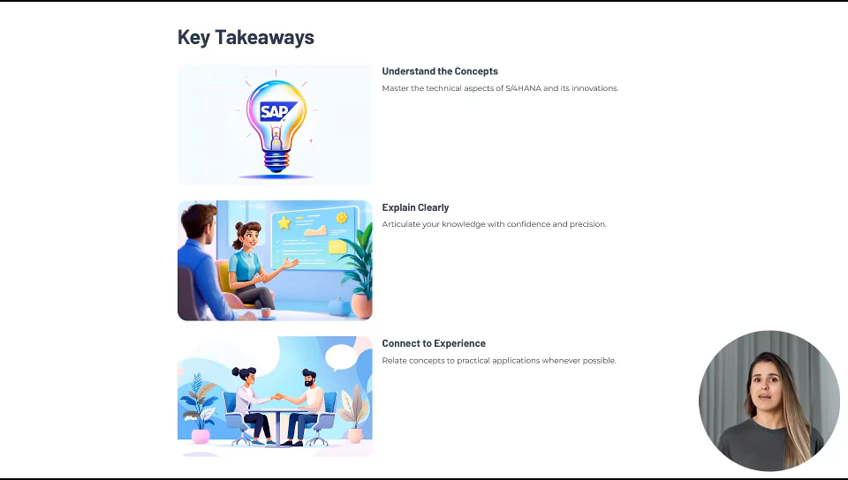 Key Takeaways
SAP
Understand the Concepts
Master the technical aspects of S/4HANA and its innovations.
Explain Clearly
Articulate your knowledge with confidence and precision.
Connect to Experience
Relate concepts to practical applications whenever possible.